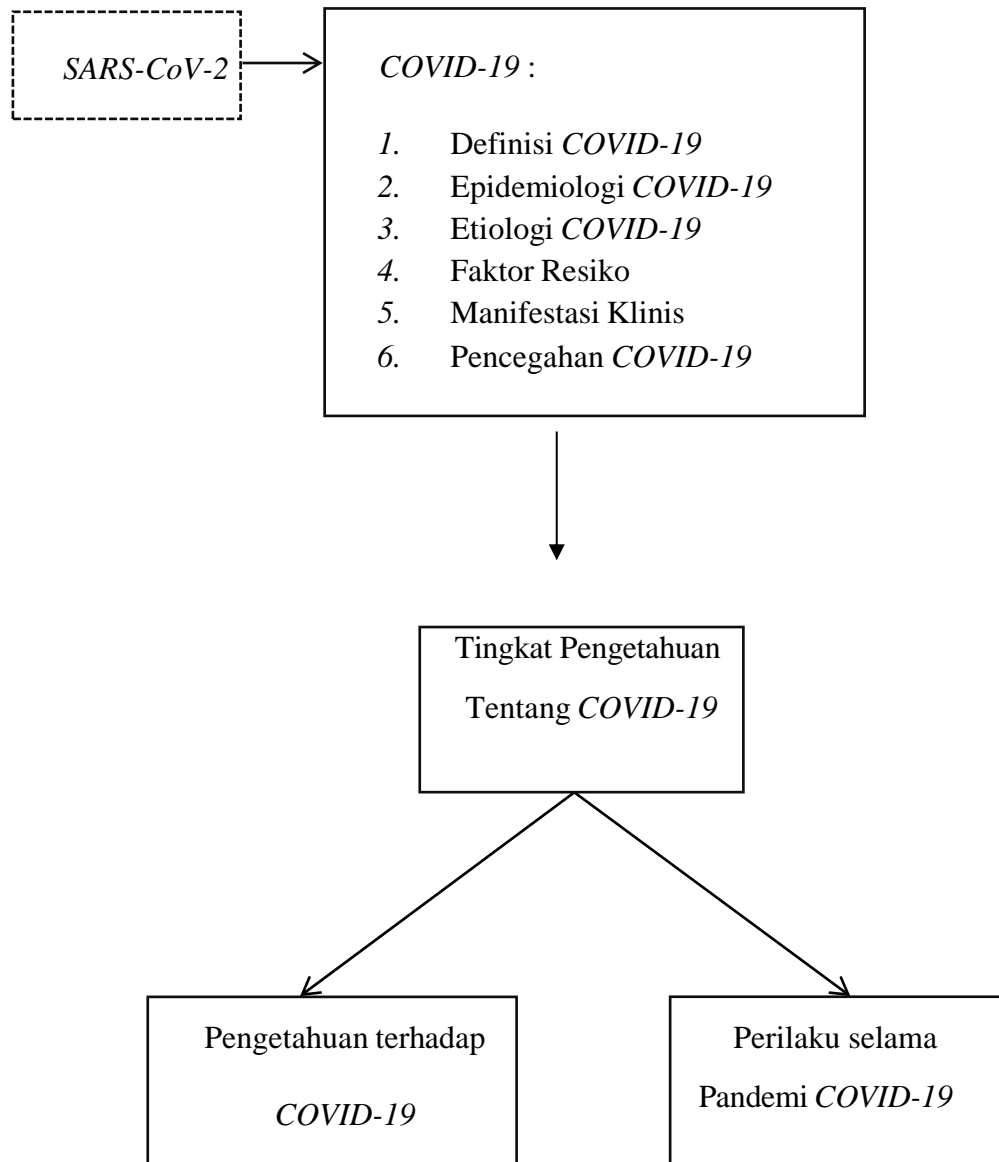 SARS-CoV-2
COVID-19 :
1. Definisi COVID-19
2. Epidemiologi COVID-19
3. Etiologi COVID-19
4. Faktor Resiko
5. Manifestasi Klinis
6. Pencegahan COVID-19
Tingkat Pengetahuan
Tentang COVID-19
Pengetahuan terhadap
COVID-19
Perilaku selama
Pandemi COVID-19